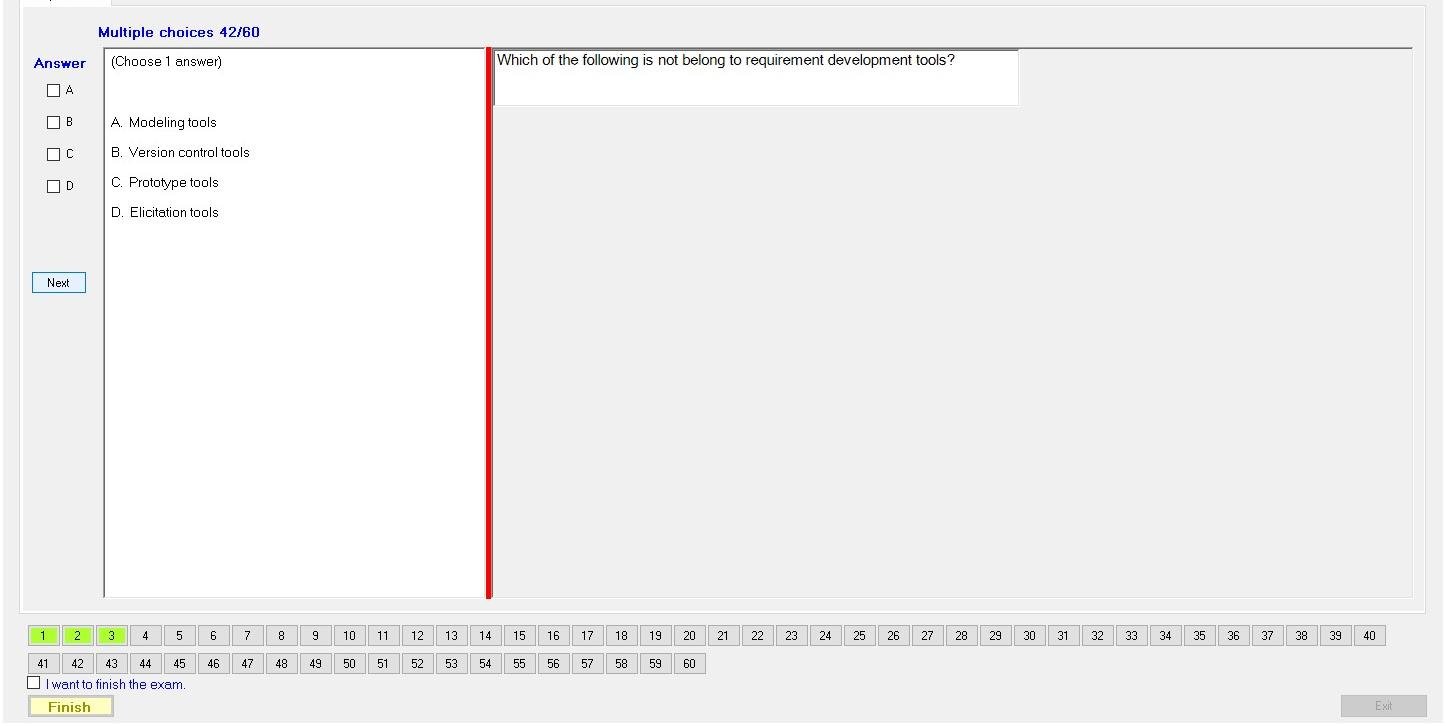 Multiple choices 42/60
Answer
(Choose 1 answer)
Which of the following is not belong to requirement development tools?
A
B
C
D
A. Modeling tools
B. Version control tools
C. Prototype tools
D. Elicitation tools
Next
1 2 3 4 5 6 7 8 9 10 11 12 13 14 15 16 17 18 19 20 21 22 23 24 25 26 27 28 29 30 31 32 33 34 35 36 37 38 39 40
41 42 43 44 45 46 47 48 49 50 51 52 53 54 55 56 57 58 59 60
I want to finish the exam.
Finish
Exit